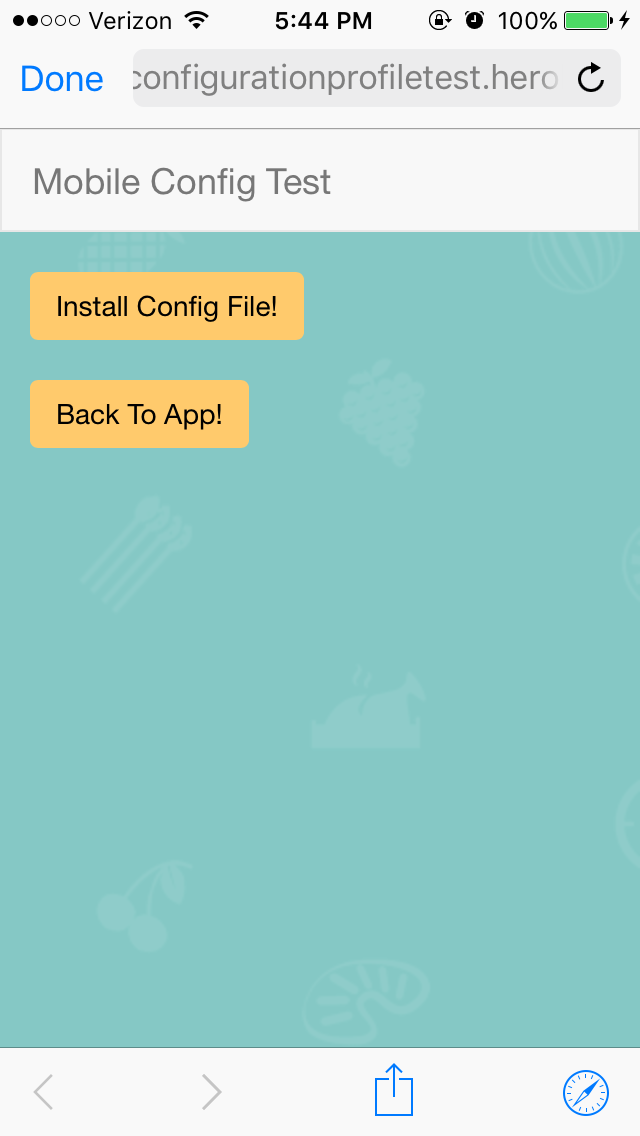 Verizon 5:44 PM 100%
Done configurationprofiletest.hero
Mobile Config Test
Install Config File!
Back To App!